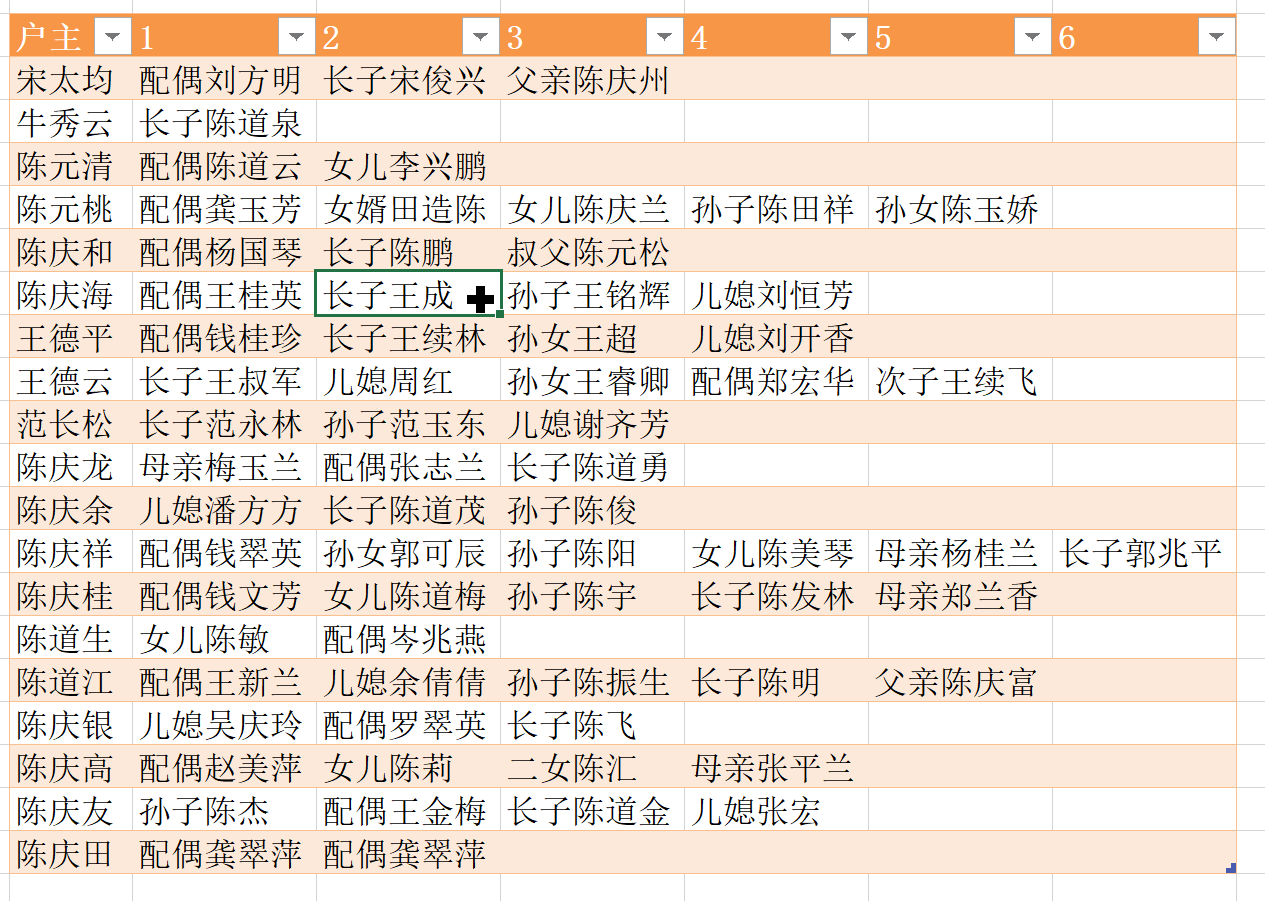 户主 1 2 3 4 5 6
宋太均 配偶刘方明 长子宋俊兴 父亲陈庆州
牛秀云 长子陈道泉
陈元清 配偶陈道云 女儿李兴鹏
陈元桃 配偶龚玉芳 女婿田造陈 女儿陈庆兰 孙子陈田祥 孙女陈玉娇
陈庆和 配偶杨国琴 长子陈鹏 叔父陈元松
陈庆海 配偶王桂英 长子王成 孙子王铭辉 儿媳刘恒芳
王德平 配偶钱桂珍 长子王续林 孙女王超 儿媳刘开香
王德云 长子王叔军 儿媳周红 孙女王睿卿 配偶郑宏华 次子王续飞
范长松 长子范永林 孙子范玉东 儿媳谢齐芳
陈庆龙 母亲梅玉兰 配偶张志兰 长子陈道勇
陈庆余 儿媳潘方方 长子陈道茂 孙子陈俊
陈庆祥 配偶钱翠英 孙女郭可辰 孙子陈阳 女儿陈美琴 母亲杨桂兰 长子郭兆平
陈庆桂 配偶钱文芳 女儿陈道梅 孙子陈宇 长子陈发林 母亲郑兰香
陈道生 女儿陈敏 配偶岑兆燕
陈道江 配偶王新兰 儿媳余倩倩 孙子陈振生 长子陈明 父亲陈庆富
陈庆银 儿媳吴庆玲 配偶罗翠英 长子陈飞
陈庆高 配偶赵美萍 女儿陈莉 二女陈汇 母亲张平兰
陈庆友 孙子陈杰 配偶王金梅 长子陈道金 儿媳张宏
陈庆田 配偶龚翠萍 配偶龚翠萍